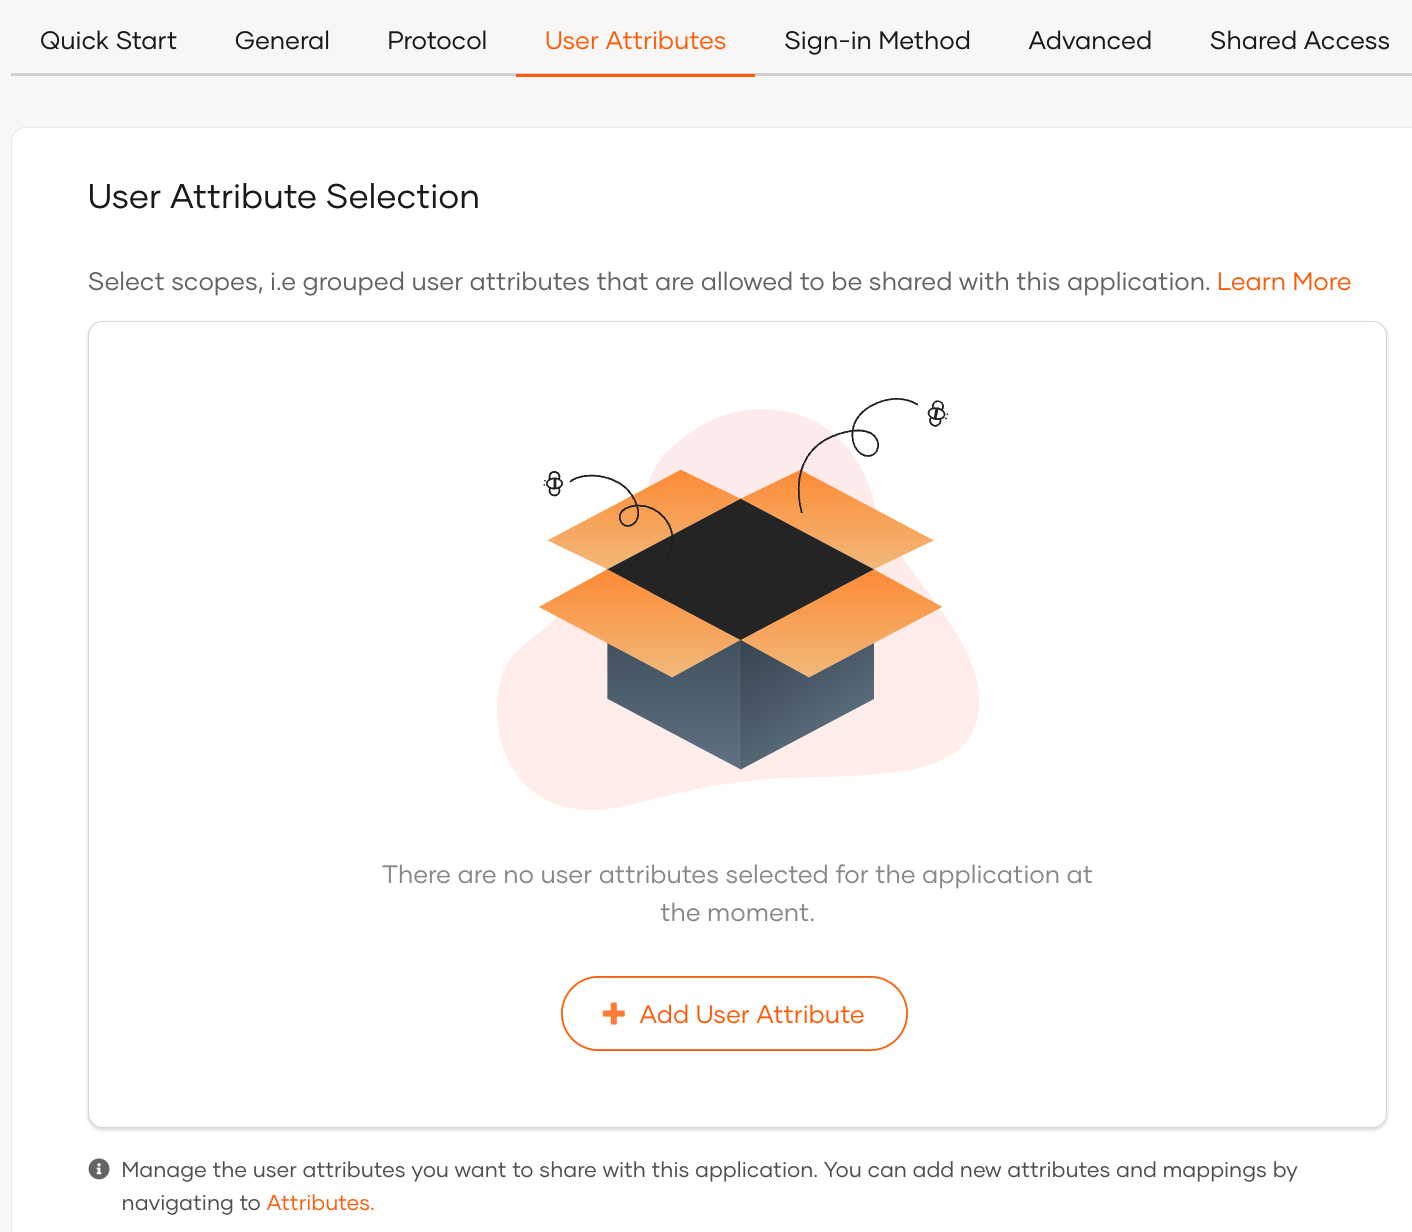 Quick Start General Protocol User Attributes Sign-in Method Advanced Shared Access
User Attribute Selection
Select scopes, i.e grouped user attributes that are allowed to be shared with this application. Learn More
There are no user attributes selected for the application at
the moment.
Add User Attribute
Manage the user attributes you want to share with this application. You can add new attributes and mappings by
navigating to Attributes.